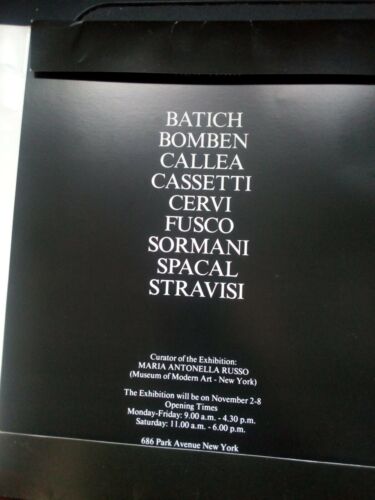 BATICH
BOMBEN
CALLEA
CASSETTI
CERVI
FUSCO
SORMANI
SPACAL
STRAVISI
Curator of the Exhibition:
MARIA ANTONELLA RUSSO
(Museum of Modern Art - New York)
The Exhibition will be on November 2-8
Opening Times
Monday-Friday: 9.00 a.m. - 4.30 p.m.
Saturday: 11.00 a.m. - 6.00 p.m.
686 Park Avenue New York